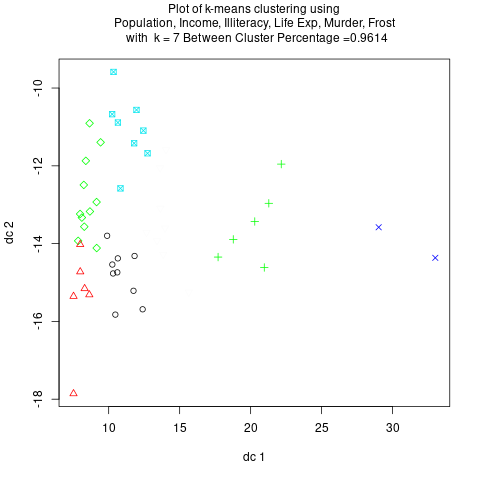 Plot of k-means clustering using
Population, Income, Illiteracy, Life Exp, Murder, Frost
with k = 7 Between Cluster Percentage =0.9614
-10
-12
-14
-16
-18
dc 2
10
15
20
25
30
dc 1